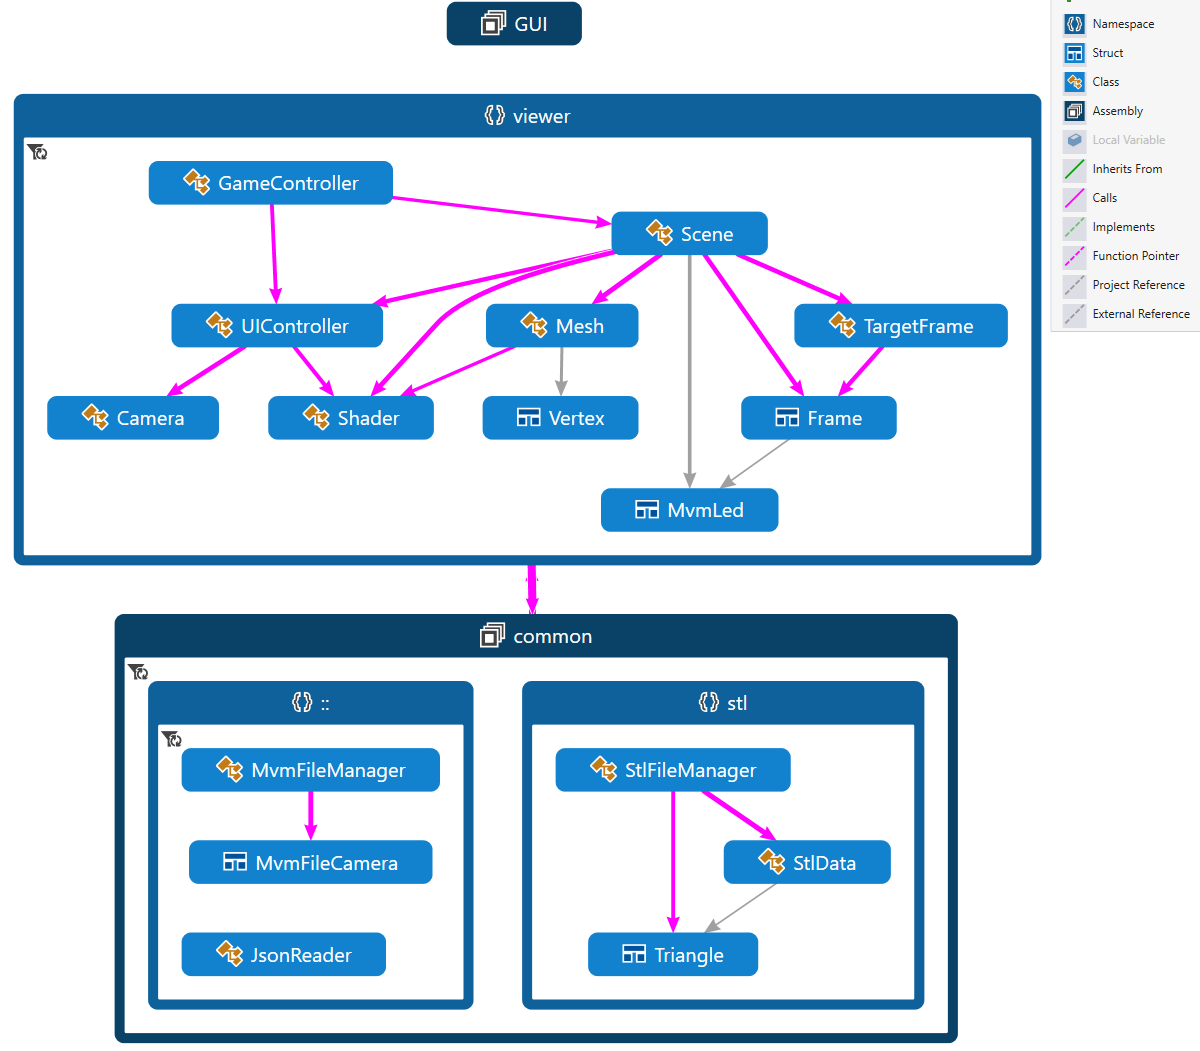 GUI
viewer
GameController
Scene
UIController
Mesh
TargetFrame
Camera
Shader
Vertex
Frame
MvmLed
common
::
stl
MvmFileManager
StlFileManager
MvmFileCamera
StlData
JsonReader
Triangle
Namespace
Struct
Class
Assembly
Local Variable
Inherits From
Calls
Implements
Function Pointer
Project Reference
External Reference